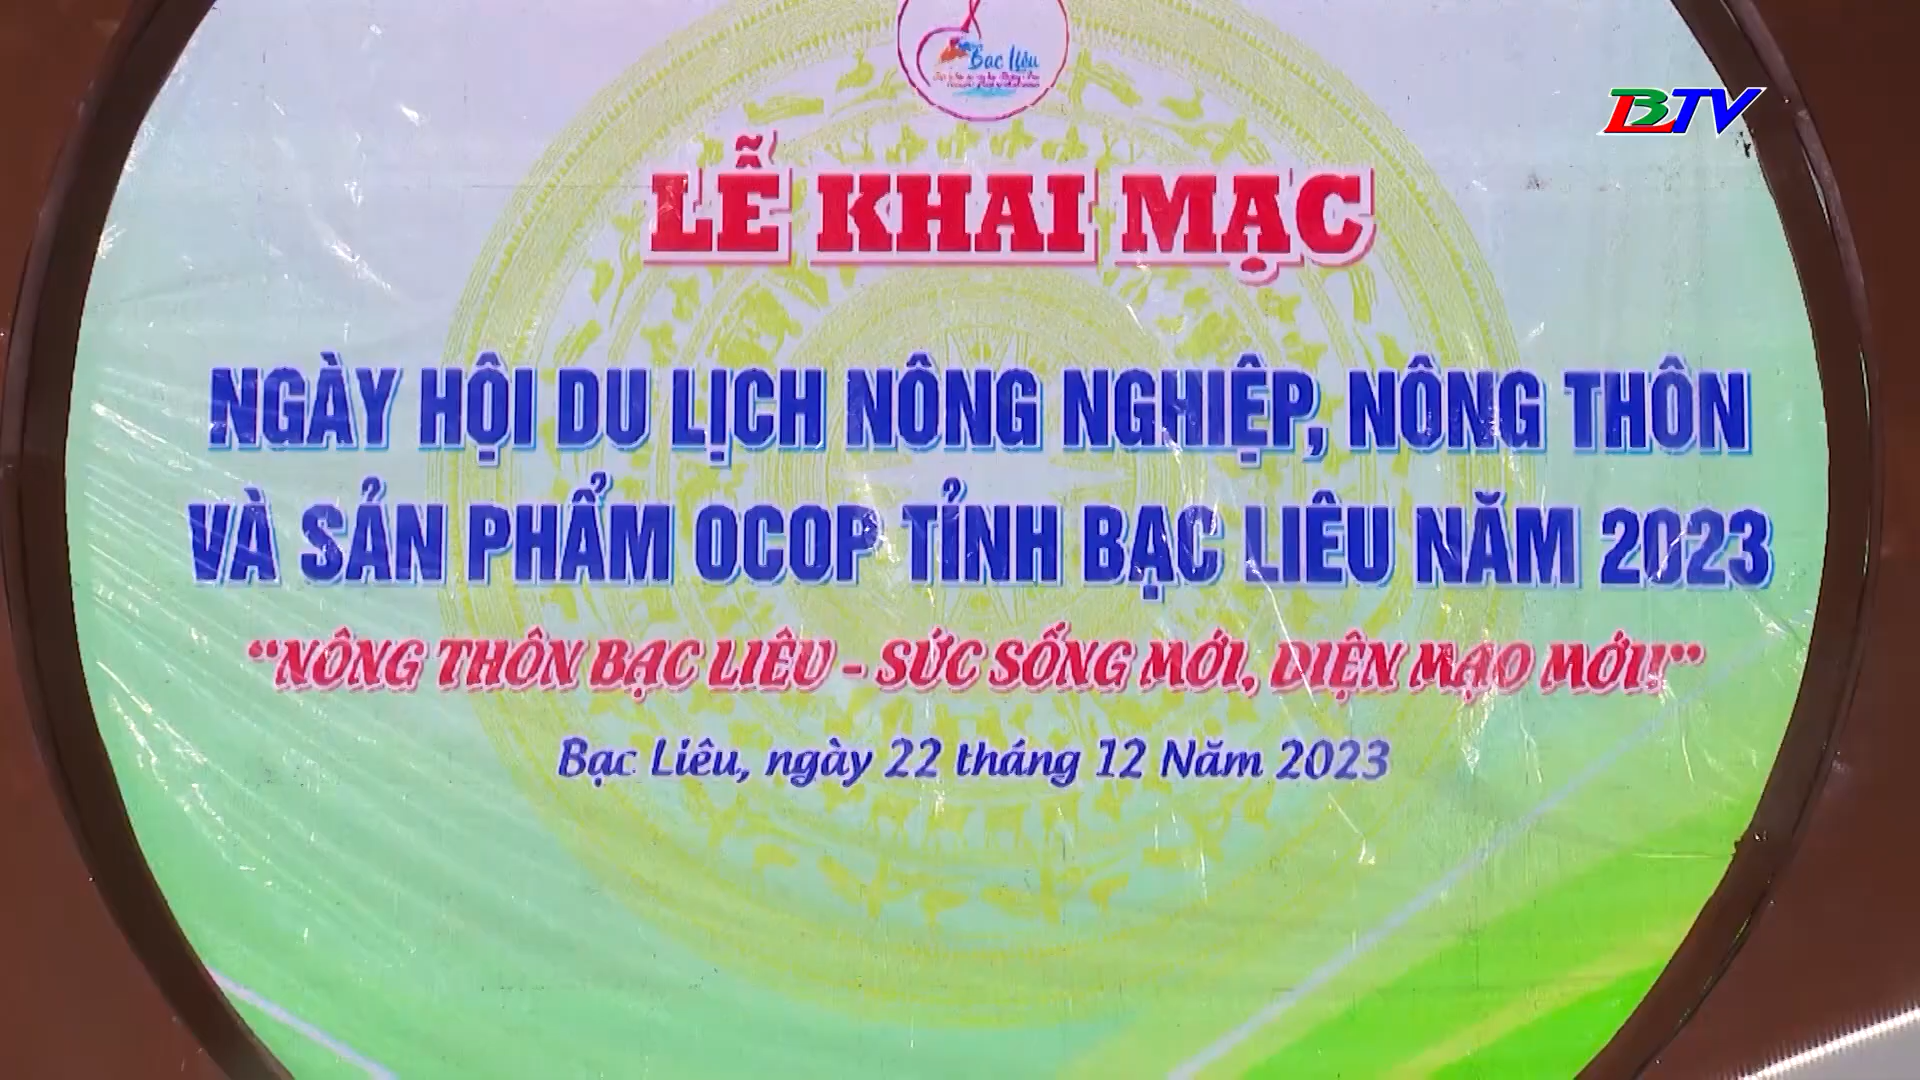 Bạc Liêu
BTV
LỄ KHAI MẠC
NGÀY HỘI DU LỊCH NÔNG NGHIỆP, NÔNG THÔN
VÀ SẢN PHẨM OCOP TỈNH BẠC LIÊU NĂM 2023
“NÔNG THÔN BẠC LIÊU - SỨC SỐNG MỚI, DIỆN MẠO MỚI!”
Bạc Liêu, ngày 22 tháng 12 Năm 2023